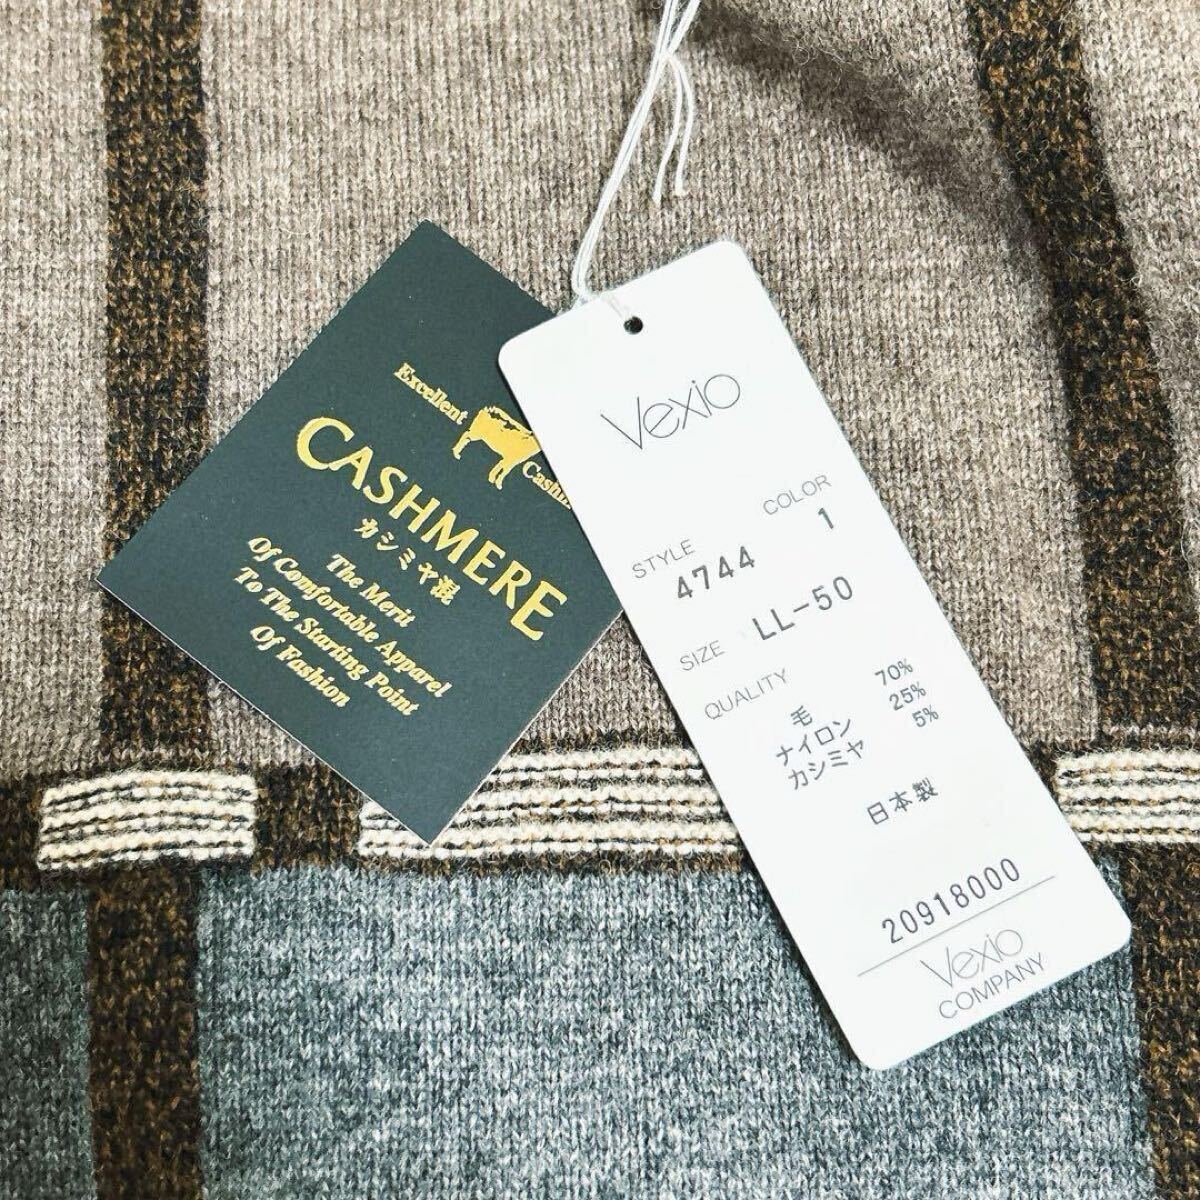 Excellent
Cashm
CASHMERE
カシミヤ混
The Merit
Of Comfortable Apparel
To The Starting Point
Of Fashion
Vexio
COLOR
1
STYLE
4744
SIZE LL-50
QUALITY
毛 70%
ナイロン 25%
カシミヤ 5%
日本製
20918000
Vexio
COMPANY